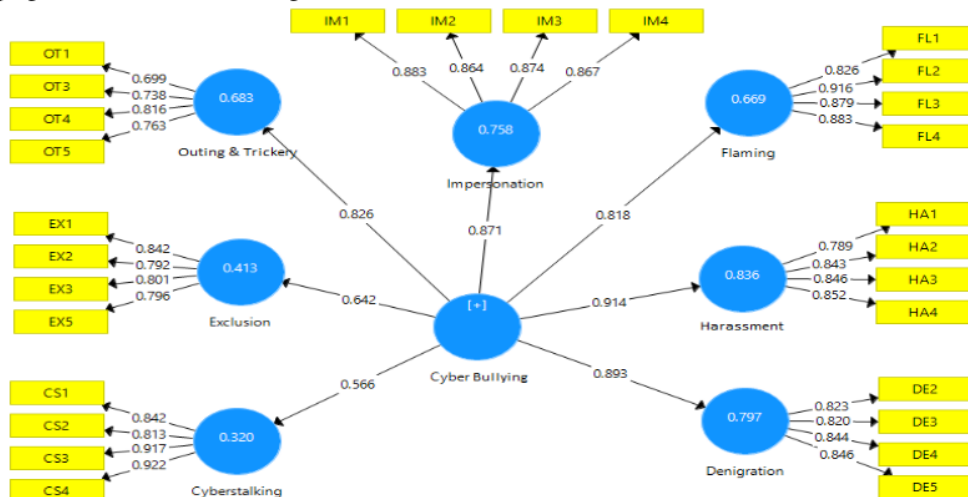 IM1
IM2
IM3
IM4
0.883
0.864
0.874
0.867
0.758
Impersonation
OT1
OT3
OT4
OT5
0.699
0.738
0.816
0.763
0.683
Outing & Trickery
FL1
FL2
FL3
FL4
0.826
0.916
0.879
0.883
0.669
Flaming
0.826
0.871
0.818
EX1
EX2
EX3
EX5
0.842
0.792
0.801
0.796
0.413
Exclusion
HA1
HA2
HA3
HA4
0.789
0.843
0.846
0.852
0.836
Harassment
0.642
0.914
[+]
Cyber Bullying
0.566
0.893
CS1
CS2
CS3
CS4
0.842
0.813
0.917
0.922
0.320
Cyberstalking
DE2
DE3
DE4
DE5
0.823
0.820
0.844
0.846
0.797
Denigration